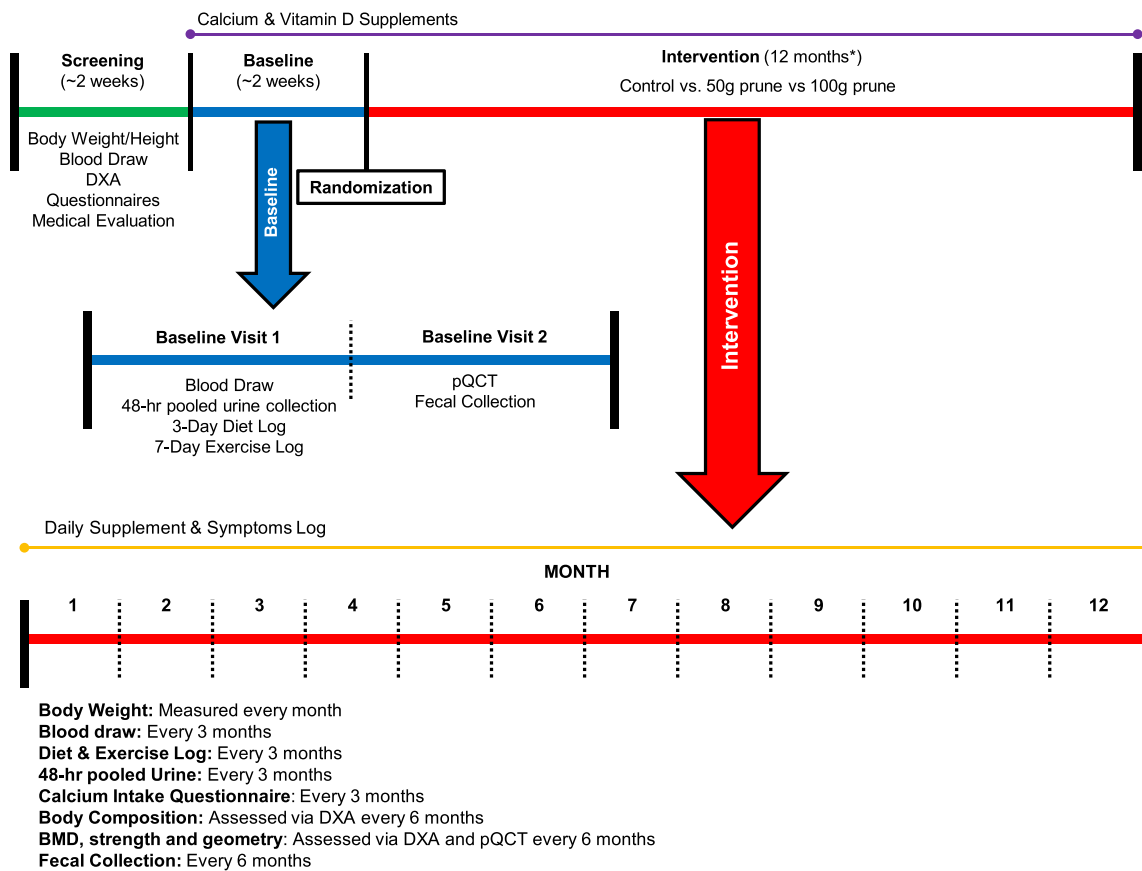 Calcium & Vitamin D Supplements
Screening
(~2 weeks)
Baseline
(~2 weeks)
Intervention (12 months*)
Control vs. 50g prune vs 100g prune
Body Weight/Height
Blood Draw
DXA
Questionnaires
Medical Evaluation
Baseline
Randomization
Intervention
Baseline Visit 1
Baseline Visit 2
Blood Draw
48-hr pooled urine collection
3-Day Diet Log
7-Day Exercise Log
pQCT
Fecal Collection
Daily Supplement & Symptoms Log
MONTH
1 2 3 4 5 6 7 8 9 10 11 12
Body Weight: Measured every month
Blood draw: Every 3 months
Diet & Exercise Log: Every 3 months
48-hr pooled Urine: Every 3 months
Calcium Intake Questionnaire: Every 3 months
Body Composition: Assessed via DXA every 6 months
BMD, strength and geometry: Assessed via DXA and pQCT every 6 months
Fecal Collection: Every 6 months